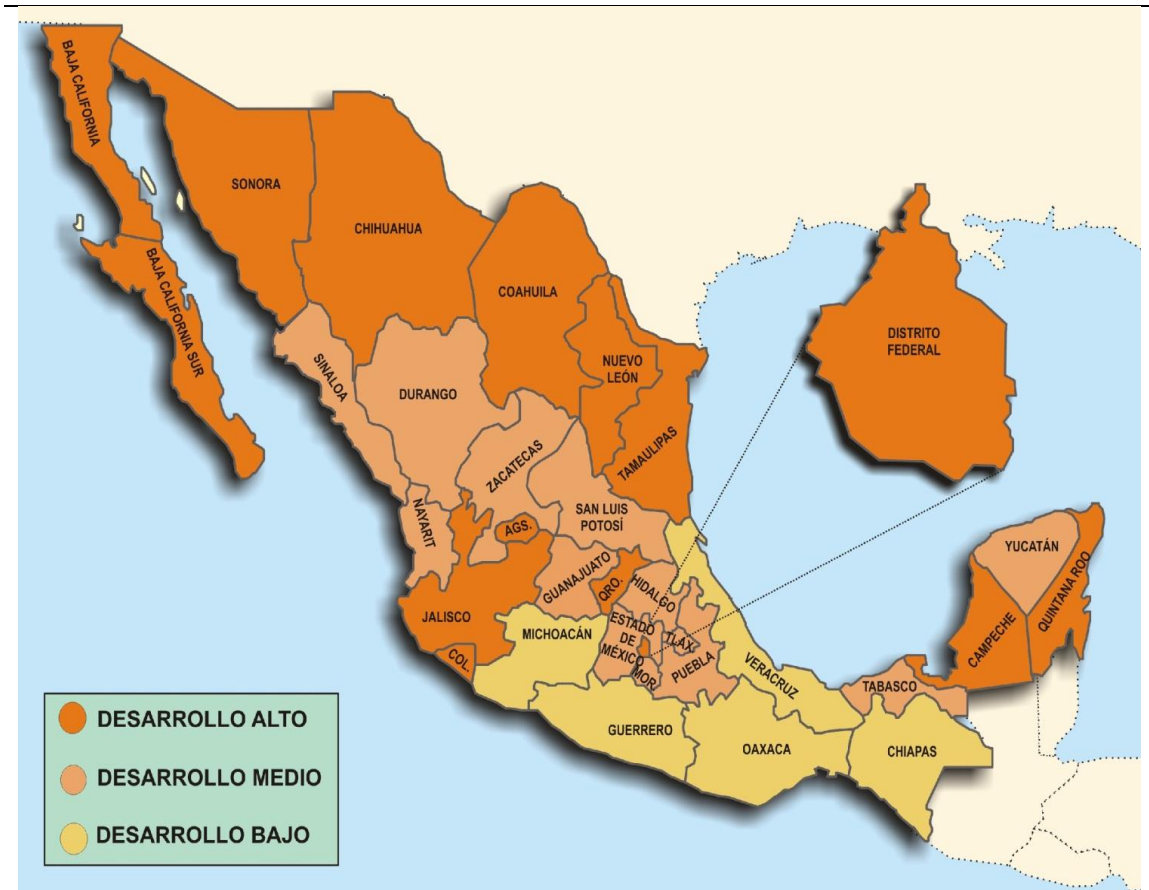 BAJA CALIFORNIA
SONORA
CHIHUAHUA
COAHUILA
BAJA CALIFORNIA SUR
NUEVO
LEÓN
DISTRITO
FEDERAL
SINALOA
DURANGO
TAMAULIPAS
ZACATECAS
NAYARIT
SAN LUIS
POTOSÍ
AGS.
YUCATÁN
QUINTANA ROO
CAMPECHE
GUANAJUATO
QRO.
HIDALGO
JALISCO
MICHOACÁN
ESTADO
DE
MÉXICO
TLAX.
MOR.
PUEBLA
COL.
VERACRUZ
TABASCO
GUERRERO
OAXACA
CHIAPAS
DESARROLLO ALTO
DESARROLLO MEDIO
DESARROLLO BAJO